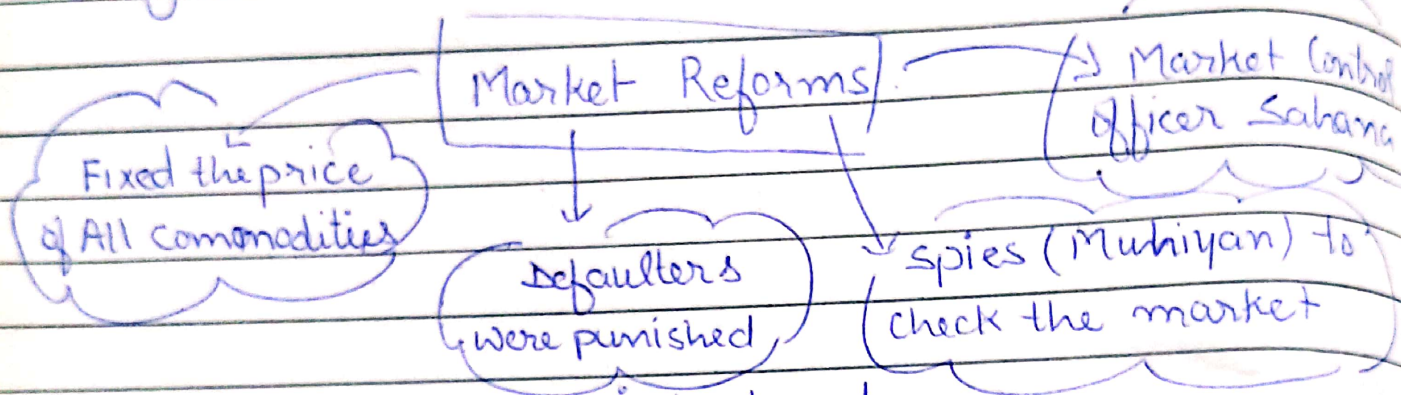 Market Reforms
Market Control
officer Sahana
Fixed the price
of All commodities
Defaulters
were punished
Spies (Muhiyan) to
check the market